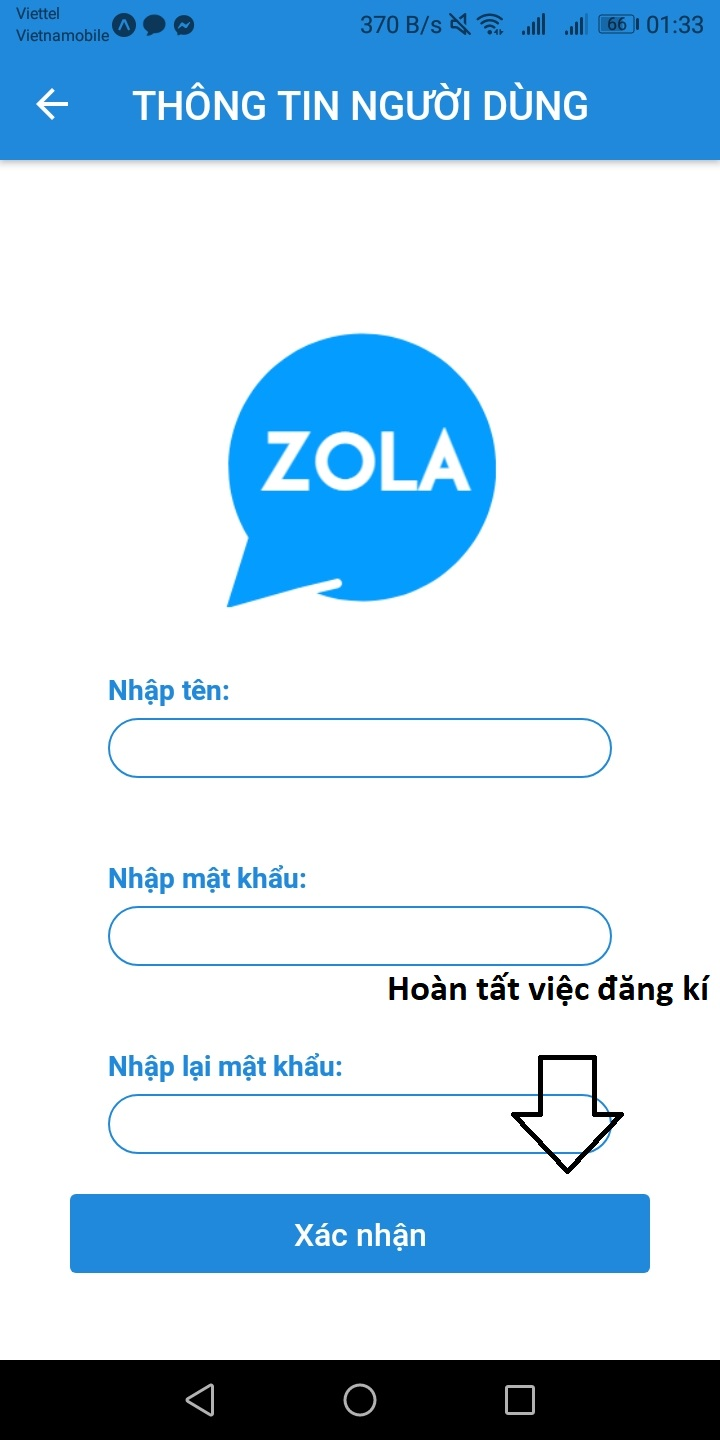 Viettel
Vietnamobile
370 B/s
66
01:33
THÔNG TIN NGƯỜI DÙNG
ZOLA
Nhập tên:
Nhập mật khẩu:
Hoàn tất việc đăng kí
Nhập lại mật khẩu:
Xác nhận